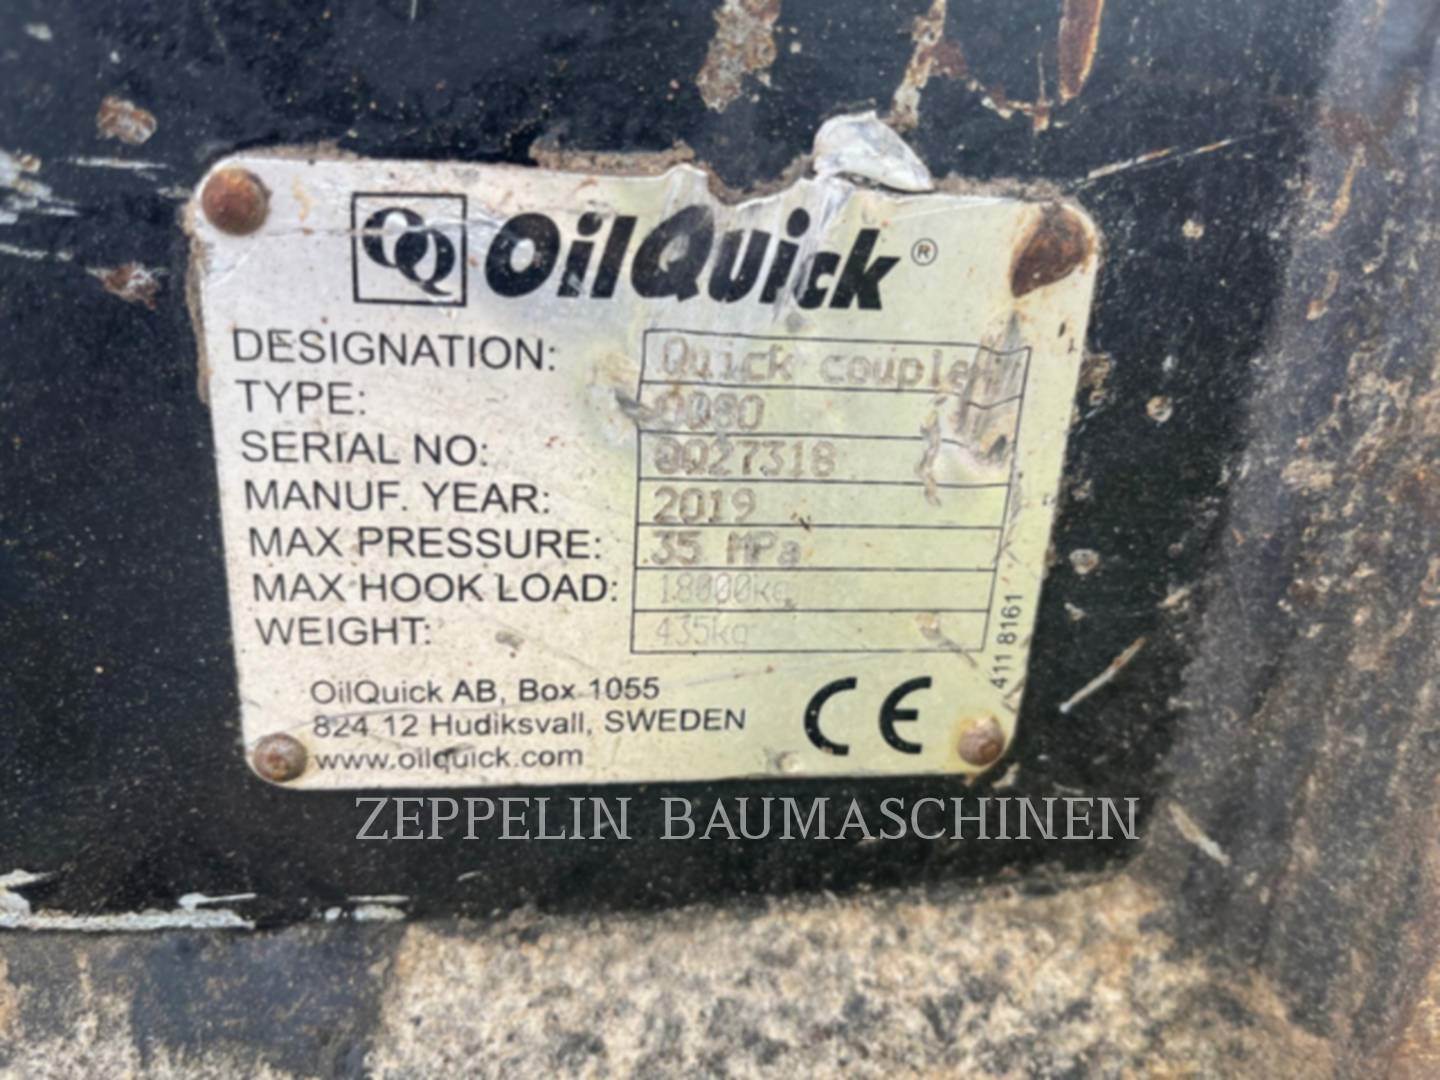 QQ OilQuick®
DESIGNATION: Quick coupler
TYPE: OQ80
SERIAL NO: OQ27318
MANUF. YEAR: 2019
MAX PRESSURE: 35 MPa
MAX HOOK LOAD: 18000kg
WEIGHT: 435kg
411 8161
OilQuick AB, Box 1055
824 12 Hudiksvall, SWEDEN
www.oilquick.com
CE
ZEPPELIN BAUMASCHINEN